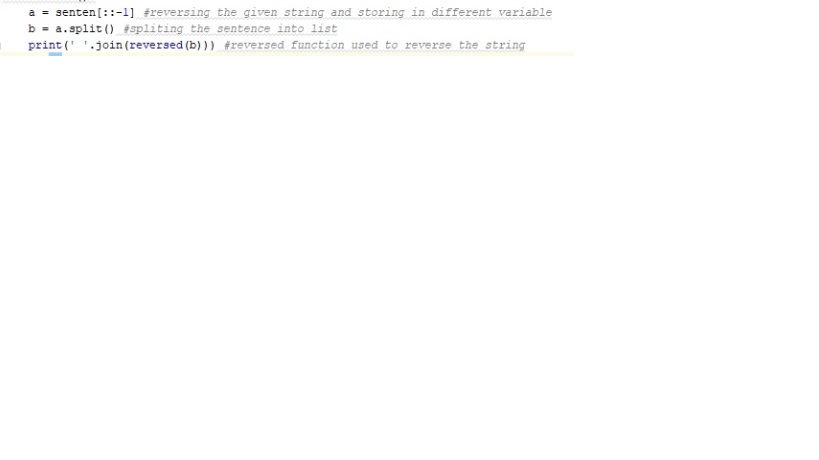 a = senten[::-1] #reversing the given string and storing in different variable
b = a.split() #spliting the sentence into list
print(' '.join(reversed(b))) #reversed function used to reverse the string